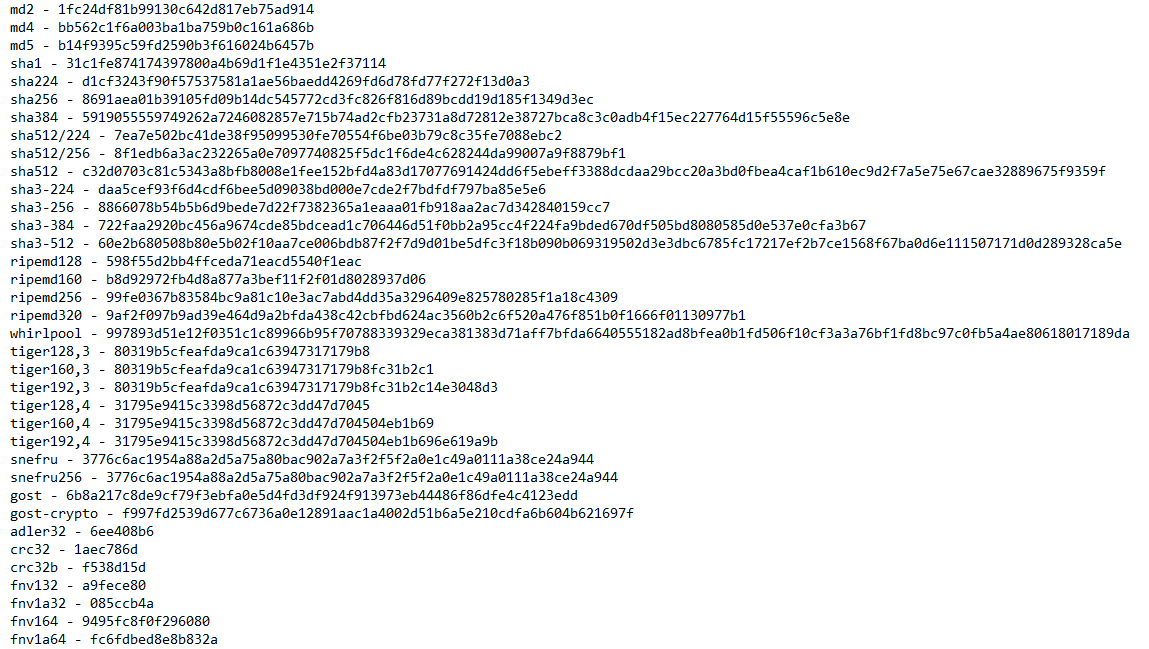 md2 - 1fc24df81b99130c642d817eb75ad914
md4 - bb562c1f6a003ba1ba759b0c161a686b
md5 - b14f9395c59fd2590b3f616024b6457b
sha1 - 31c1fe874174397800a4b69d1f1e4351e2f37114
sha224 - d1cf3243f90f57537581a1ae56baedd4269fd6d78fd77f272f13d0a3
sha256 - 8691aea01b39105fd09b14dc545772cd3fc826f816d89bcdd19d185f1349d3ec
sha384 - 5919055559749262a7246082857e715b74ad2cfb23731a8d72812e38727bca8c3c0adb4f15ec227764d15f55596c5e8e
sha512/224 - 7ea7e502bc41de38f95099530fe70554f6be03b79c8c35fe7088ebc2
sha512/256 - 8f1edb6a3ac232265a0e7097740825f5dc1f6de4c628244da99007a9f8879bf1
sha512 - c32d0703c81c5343a8bfb8008e1fee152bfd4a83d17077691424dd6f5ebeff3388dcdaa29bcc20a3bd0fbea4caf1b610ec9d2f7a5e75e67cae32889675f9359f
sha3-224 - daa5cef93f6d4cdf6bee5d09038bd000e7cde2f7bdfdf797ba85e5e6
sha3-256 - 8866078b54b5b6d9bede7d22f7382365a1eaaa01fb918aa2ac7d342840159cc7
sha3-384 - 722faa2920bc456a9674cde85bdcead1c706446d51f0bb2a95cc4f224fa9bded670df505bd8080585d0e537e0cfa3b67
sha3-512 - 60e2b680508b80e5b02f10aa7ce006bdb87f2f7d9d01be5dfc3f18b090b069319502d3e3dbc6785fc17217ef2b7ce1568f67ba0d6e111507171d0d289328ca5e
ripemd128 - 598f55d2bb4ffceda71eacd5540f1eac
ripemd160 - b8d92972fb4d8a877a3bef11f2f01d8028937d06
ripemd256 - 99fe0367b83584bc9a81c10e3ac7abd4dd35a3296409e825780285f1a18c4309
ripemd320 - 9af2f097b9ad39e464d9a2bfda438c42cbfbd624ac3560b2c6f520a476f851b0f1666f01130977b1
whirlpool - 997893d51e12f0351c1c89966b95f70788339329eca381383d71aff7bfda6640555182ad8bfea0b1fd506f10cf3a3a76bf1fd8bc97c0fb5a4ae80618017189da
tiger128,3 - 80319b5cfeafda9ca1c63947317179b8
tiger160,3 - 80319b5cfeafda9ca1c63947317179b8fc31b2c1
tiger192,3 - 80319b5cfeafda9ca1c63947317179b8fc31b2c14e3048d3
tiger128,4 - 31795e9415c3398d56872c3dd47d7045
tiger160,4 - 31795e9415c3398d56872c3dd47d704504eb1b69
tiger192,4 - 31795e9415c3398d56872c3dd47d704504eb1b696e619a9b
snefru - 3776c6ac1954a88a2d5a75a80bac902a7a3f2f5f2a0e1c49a0111a38ce24a944
snefru256 - 3776c6ac1954a88a2d5a75a80bac902a7a3f2f5f2a0e1c49a0111a38ce24a944
gost - 6b8a217c8de9cf79f3ebfa0e5d4fd3df924f913973eb44486f86dfe4c4123edd
gost-crypto - f997fd2539d677c6736a0e12891aac1a4002d51b6a5e210cdfa6b604b621697f
adler32 - 6ee408b6
crc32 - 1aec786d
crc32b - f538d15d
fnv132 - a9fece80
fnv1a32 - 085ccb4a
fnv164 - 9495fc8f0f296080
fnv1a64 - fc6fdbed8e8b832a